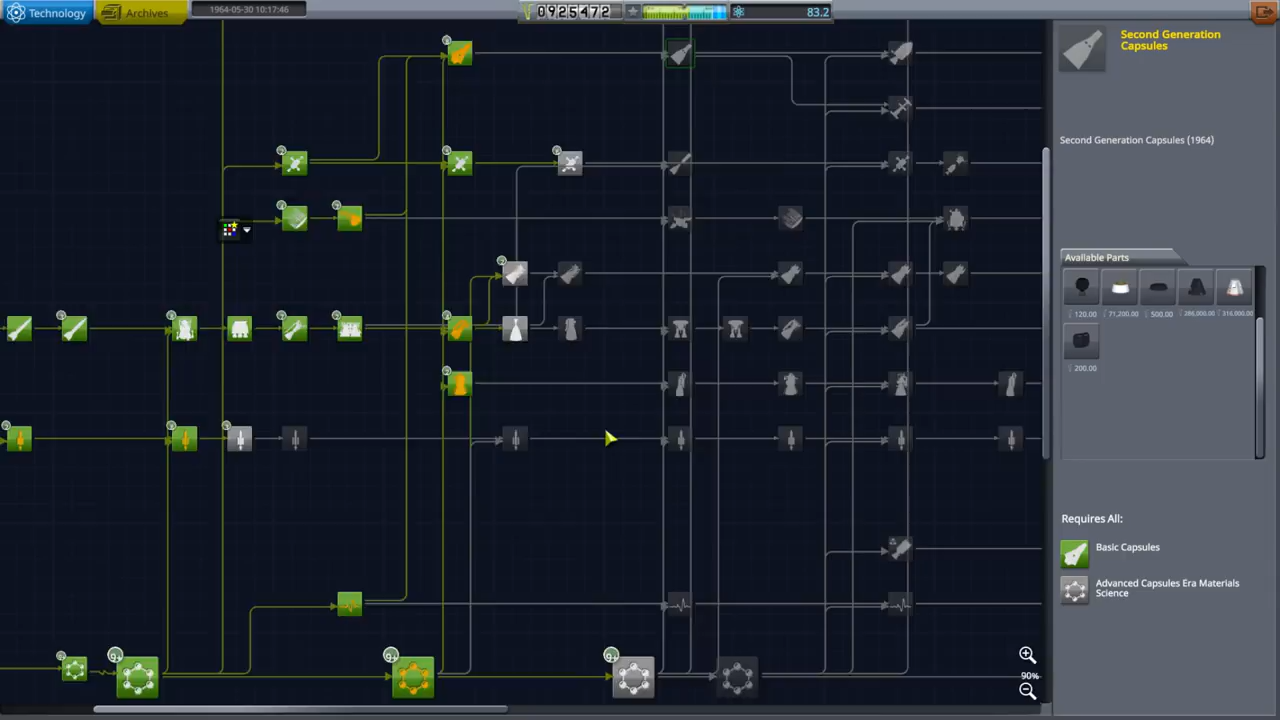 Technology
Archives
1964-05-30 10:17:46
0925472
83.2
Second Generation
Capsules
Second Generation Capsules (1964)
Available Parts
120.00
71,200.00
500.00
286,000.00
316,000.00
200.00
Requires All:
Basic Capsules
Advanced Capsules Era Materials
Science
90%